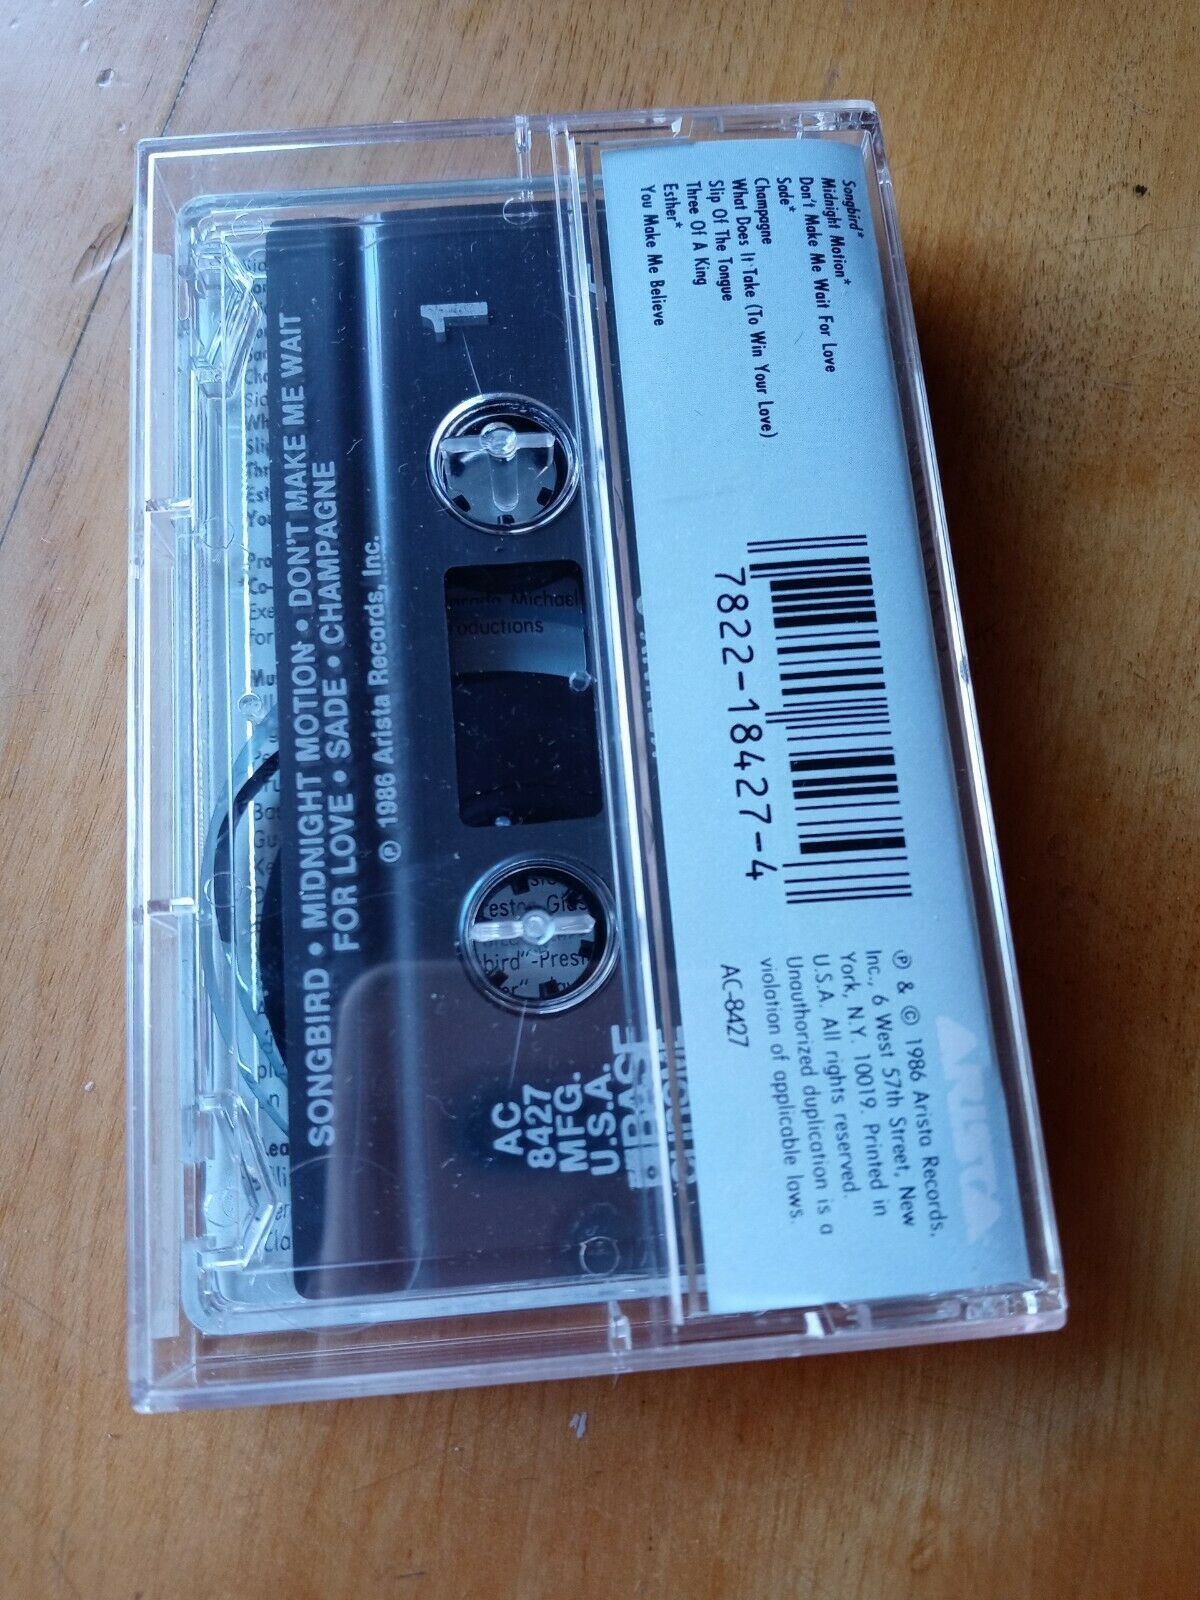 Songbird*
Midnight Motion*
Don't Make Me Wait For Love
Sade*
Champagne
What Does It Take (To Win Your Love)
Slip Of The Tongue
Three Of A King
Esther*
You Make Me Believe
7822-18427-4
℗ & © 1986 Arista Records,
Inc., 6 West 57th Street, New
York, N.Y. 10019. Printed in
U.S.A. All rights reserved.
Unauthorized duplication is a
violation of applicable laws.
AC-8427
ARISTA
1
SONGBIRD • MIDNIGHT MOTION • DON'T MAKE ME WAIT
FOR LOVE • SADE • CHAMPAGNE
℗ 1986 Arista Records, Inc.
AC
8427
MFG.
U.S.A.
Michael
oductions
bird"-Prest